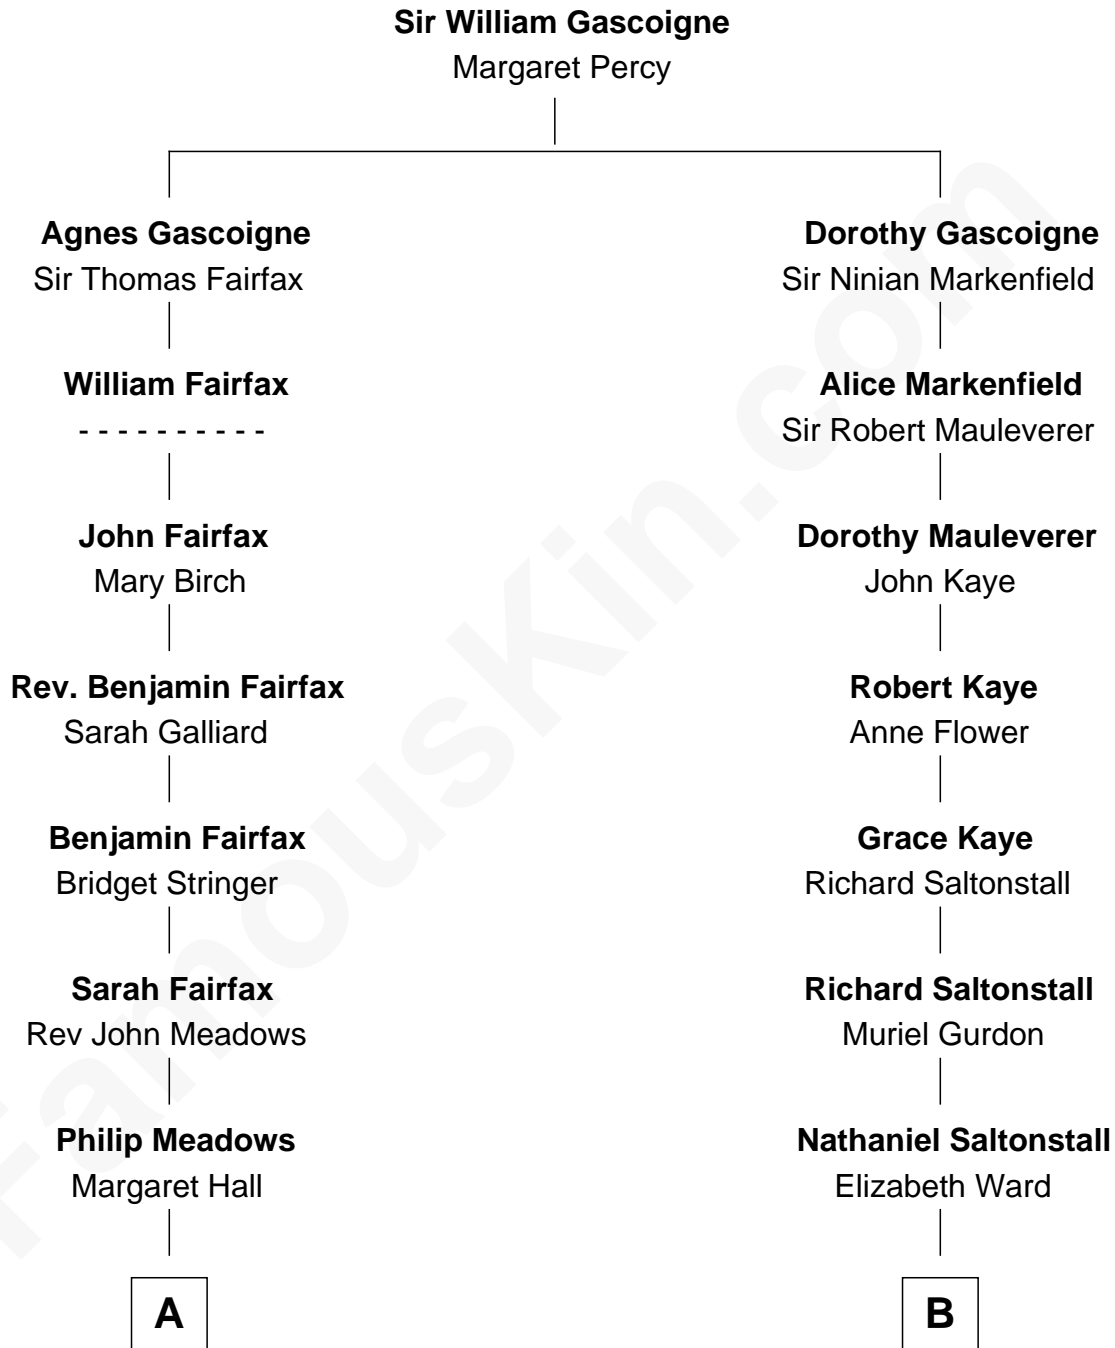 Sir William Gascoigne
Margaret Percy
Agnes Gascoigne
Sir Thomas Fairfax
William Fairfax
- - - - - - - - - -
John Fairfax
Mary Birch
Rev. Benjamin Fairfax
Sarah Galliard
Benjamin Fairfax
Bridget Stringer
Sarah Fairfax
Rev John Meadows
Philip Meadows
Margaret Hall
A
Dorothy Gascoigne
Sir Ninian Markenfield
Alice Markenfield
Sir Robert Mauleverer
Dorothy Mauleverer
John Kaye
Robert Kaye
Anne Flower
Grace Kaye
Richard Saltonstall
Richard Saltonstall
Muriel Gurdon
Nathaniel Saltonstall
Elizabeth Ward
B
FamousKin.com